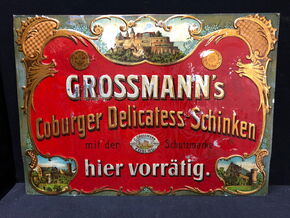 GROSSMANN's
Coburger Delicatess-Schinken
mit der Schutzmarke
hier vorrätig.